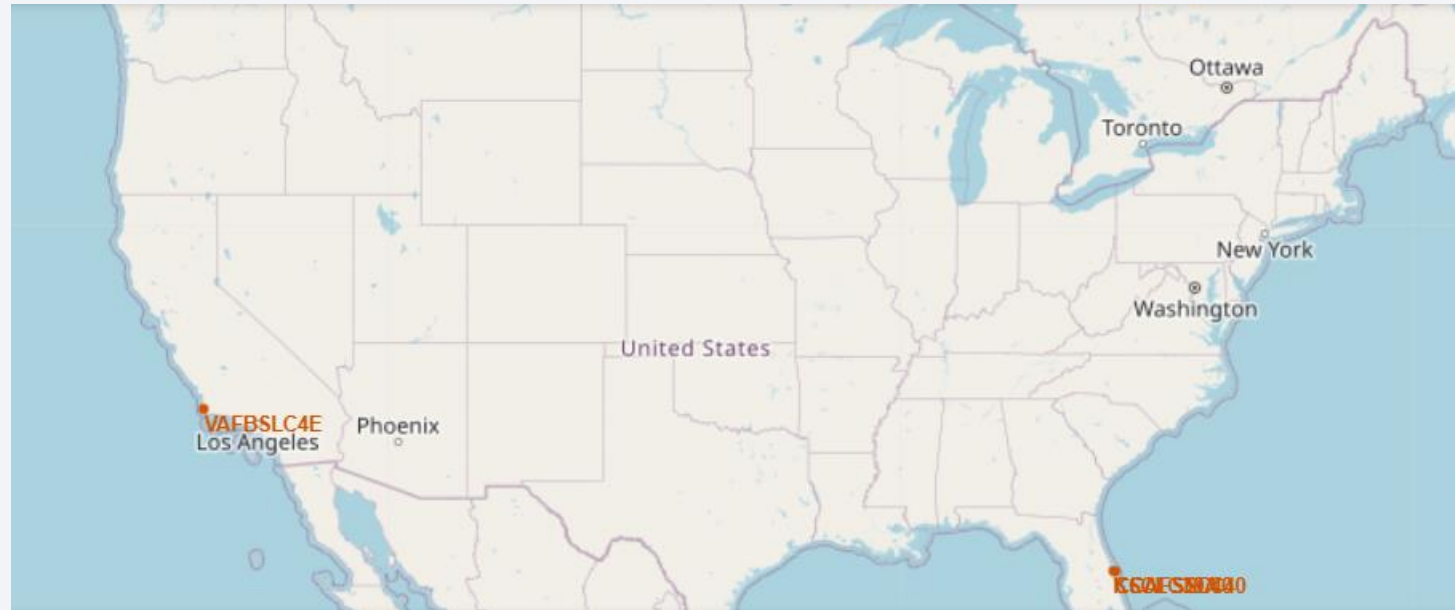 Ottawa
Toronto
New York
Washington
United States
VAFBSLC4E
Los Angeles
Phoenix